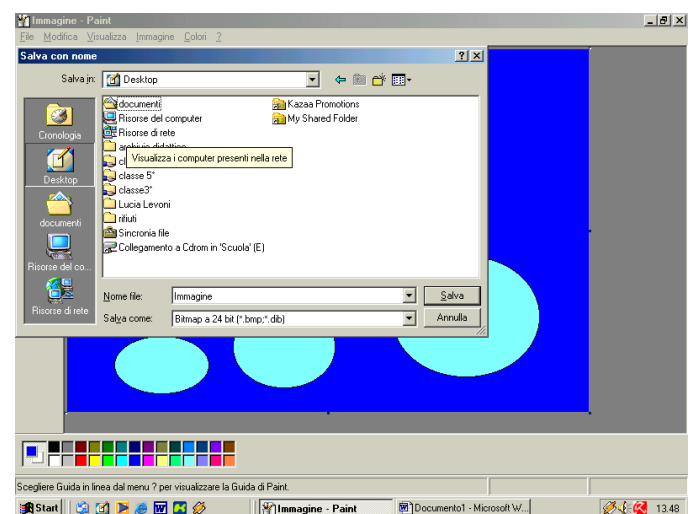 Immagine - Paint
File Modifica Visualizza Immagine Colori ?
Salva con nome
Salva in: Desktop
documenti
Risorse del computer
Risorse di rete
archivio didattico
Visualizza i computer presenti nella rete
classe 5°
classe3°
Lucia Levoni
rifiuti
Sincronia file
Collegamento a Cdrom in 'Scuola' (E)
Kazaa Promotions
My Shared Folder
Cronologia
Desktop
documenti
Risorse del co...
Risorse di rete
Nome file: Immagine Salva
Salva come: Bitmap a 24 bit (*.bmp;*.dib) Annulla
Scegliere Guida in linea dal menu ? per visualizzare la Guida di Paint.
Start Immagine - Paint Documento1 - Microsoft W... 13.48